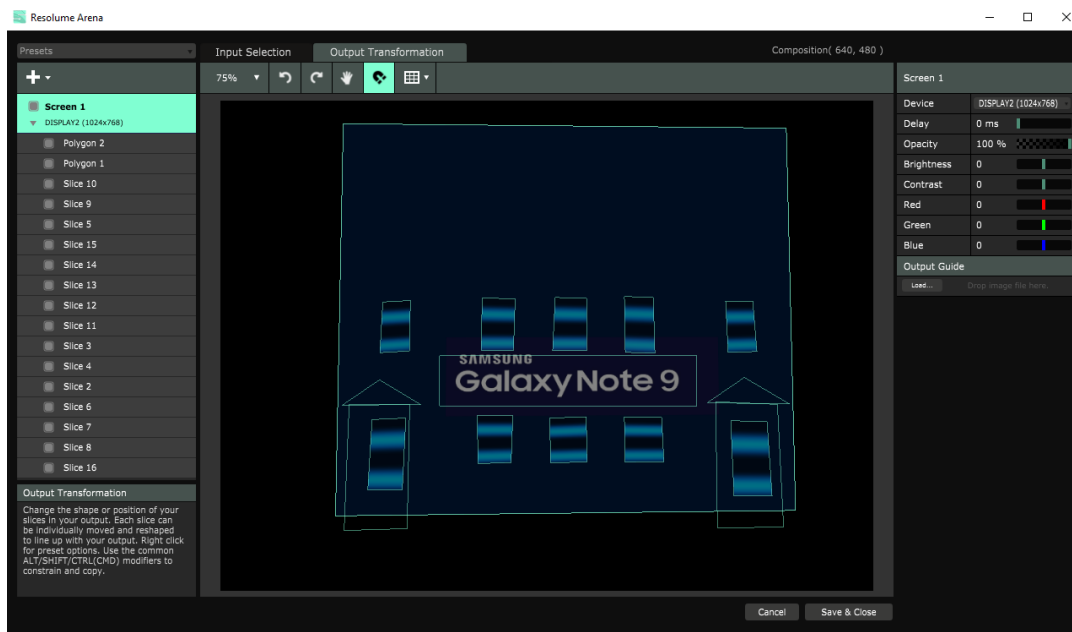 Resolume Arena
Presets
Input Selection
Output Transformation
Composition( 640, 480 )
75%
Screen 1
DISPLAY2 (1024x768)
Polygon 2
Polygon 1
Slice 10
Slice 9
Slice 5
Slice 15
Slice 14
Slice 13
Slice 12
Slice 11
Slice 3
Slice 4
Slice 2
Slice 6
Slice 7
Slice 8
Slice 16
Output Transformation
Change the shape or position of your
slices in your output. Each slice can
be individually moved and reshaped
to line up with your output. Right click
for preset options. Use the common
ALT/SHIFT/CTRL(CMD) modifiers to
constrain and copy.
SAMSUNG
Galaxy Note 9
Screen 1
Device DISPLAY2 (1024x768)
Delay 0 ms
Opacity 100 %
Brightness 0
Contrast 0
Red 0
Green 0
Blue 0
Output Guide
Load... Drop image file here.
Cancel
Save & Close